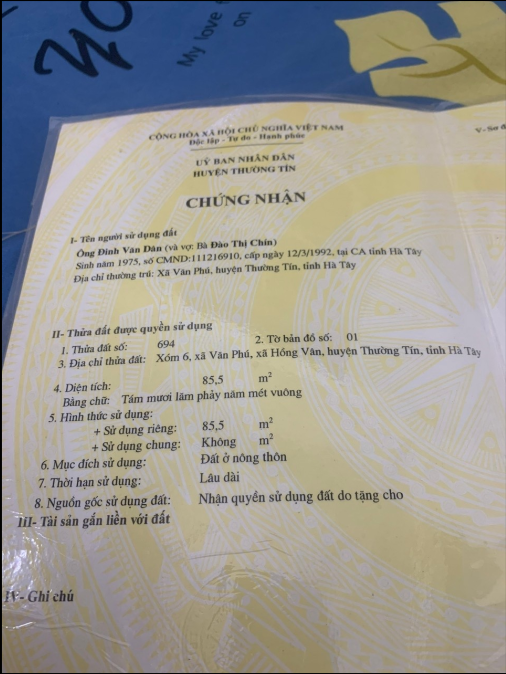 My love
on
CỘNG HÒA XÃ HỘI CHỦ NGHĨA VIỆT NAM
Độc lập - Tự do - Hạnh phúc
UỶ BAN NHÂN DÂN
HUYỆN THƯỜNG TÍN
CHỨNG NHẬN
I- Tên người sử dụng đất
Ông Đinh Văn Dân (và vợ: Bà Đào Thị Chín)
Sinh năm 1975, số CMND:111216910, cấp ngày 12/3/1992, tại CA tỉnh Hà Tây
Địa chỉ thường trú: Xã Vân Phú, huyện Thường Tín, tỉnh Hà Tây
II- Thửa đất được quyền sử dụng
1. Thửa đất số: 694 2. Tờ bản đồ số: 01
3. Địa chỉ thửa đất: Xóm 6, xã Vân Phú, xã Hồng Vân, huyện Thường Tín, tỉnh Hà Tây
4. Diện tích: 85,5 m²
Bằng chữ: Tám mươi lăm phảy năm mét vuông
5. Hình thức sử dụng:
+ Sử dụng riêng: 85,5 m²
+ Sử dụng chung: Không m²
6. Mục đích sử dụng: Đất ở nông thôn
7. Thời hạn sử dụng: Lâu dài
8. Nguồn gốc sử dụng đất: Nhận quyền sử dụng đất do tặng cho
III- Tài sản gắn liền với đất
IV- Ghi chú
V- Sơ đ